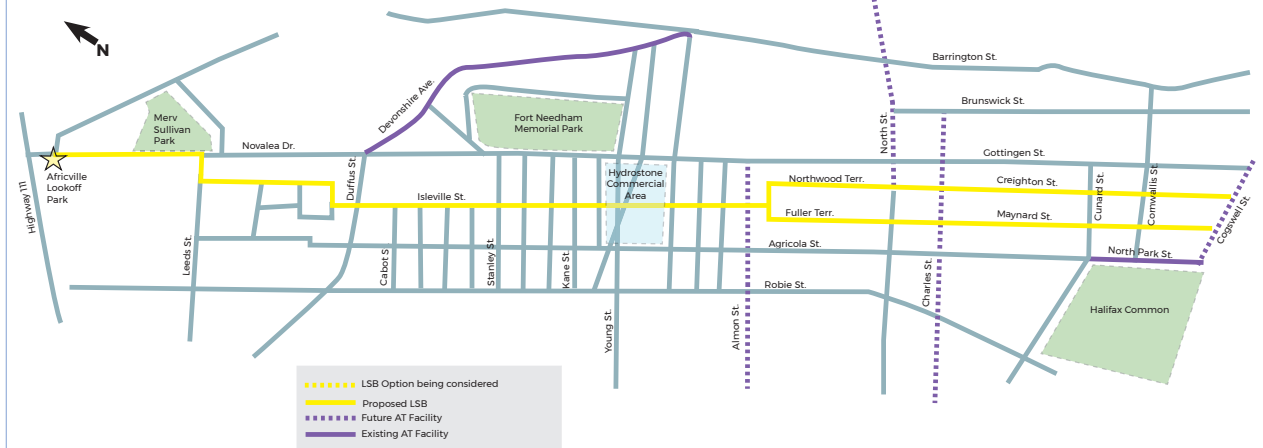 N
Barrington St.
Brunswick St.
Devonshire Ave.
Merv
Sullivan
Park
Fort Needham
Memorial Park
North St.
Novalea Dr.
Gottingen St.
Africville
Lookoff
Park
Highway 111
Duffus St.
Hydrostone
Commercial
Area
Northwood Terr.
Creighton St.
Cunard St.
Cornwallis St.
Isleville St.
Fuller Terr.
Maynard St.
Cogswell St.
Leeds St.
Cabot S
Stanley St.
Kane St.
Agricola St.
North Park St.
Charles St.
Robie St.
Young St.
Almon St.
Halifax Common
LSB Option being considered
Proposed LSB
Future AT Facility
Existing AT Facility